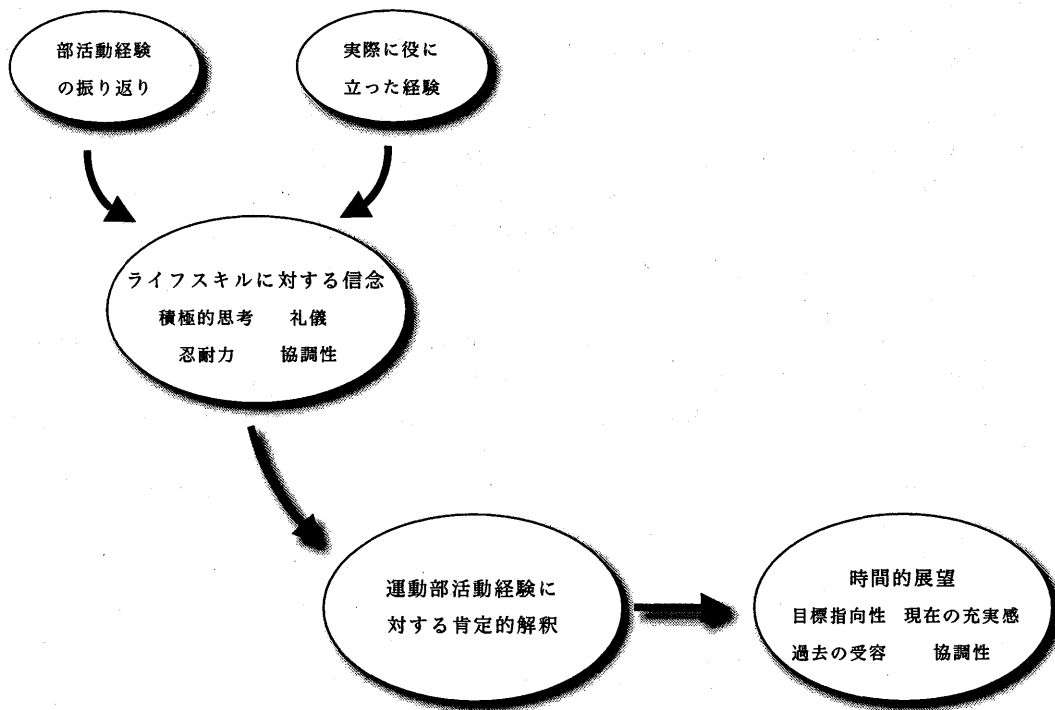 部活動経験
の振り返り
実際に役に
立った経験
ライフスキルに対する信念
積極的思考 礼儀
忍耐力 協調性
運動部活動経験に
対する肯定的解釈
時間的展望
目標指向性 現在の充実感
過去の受容 協調性